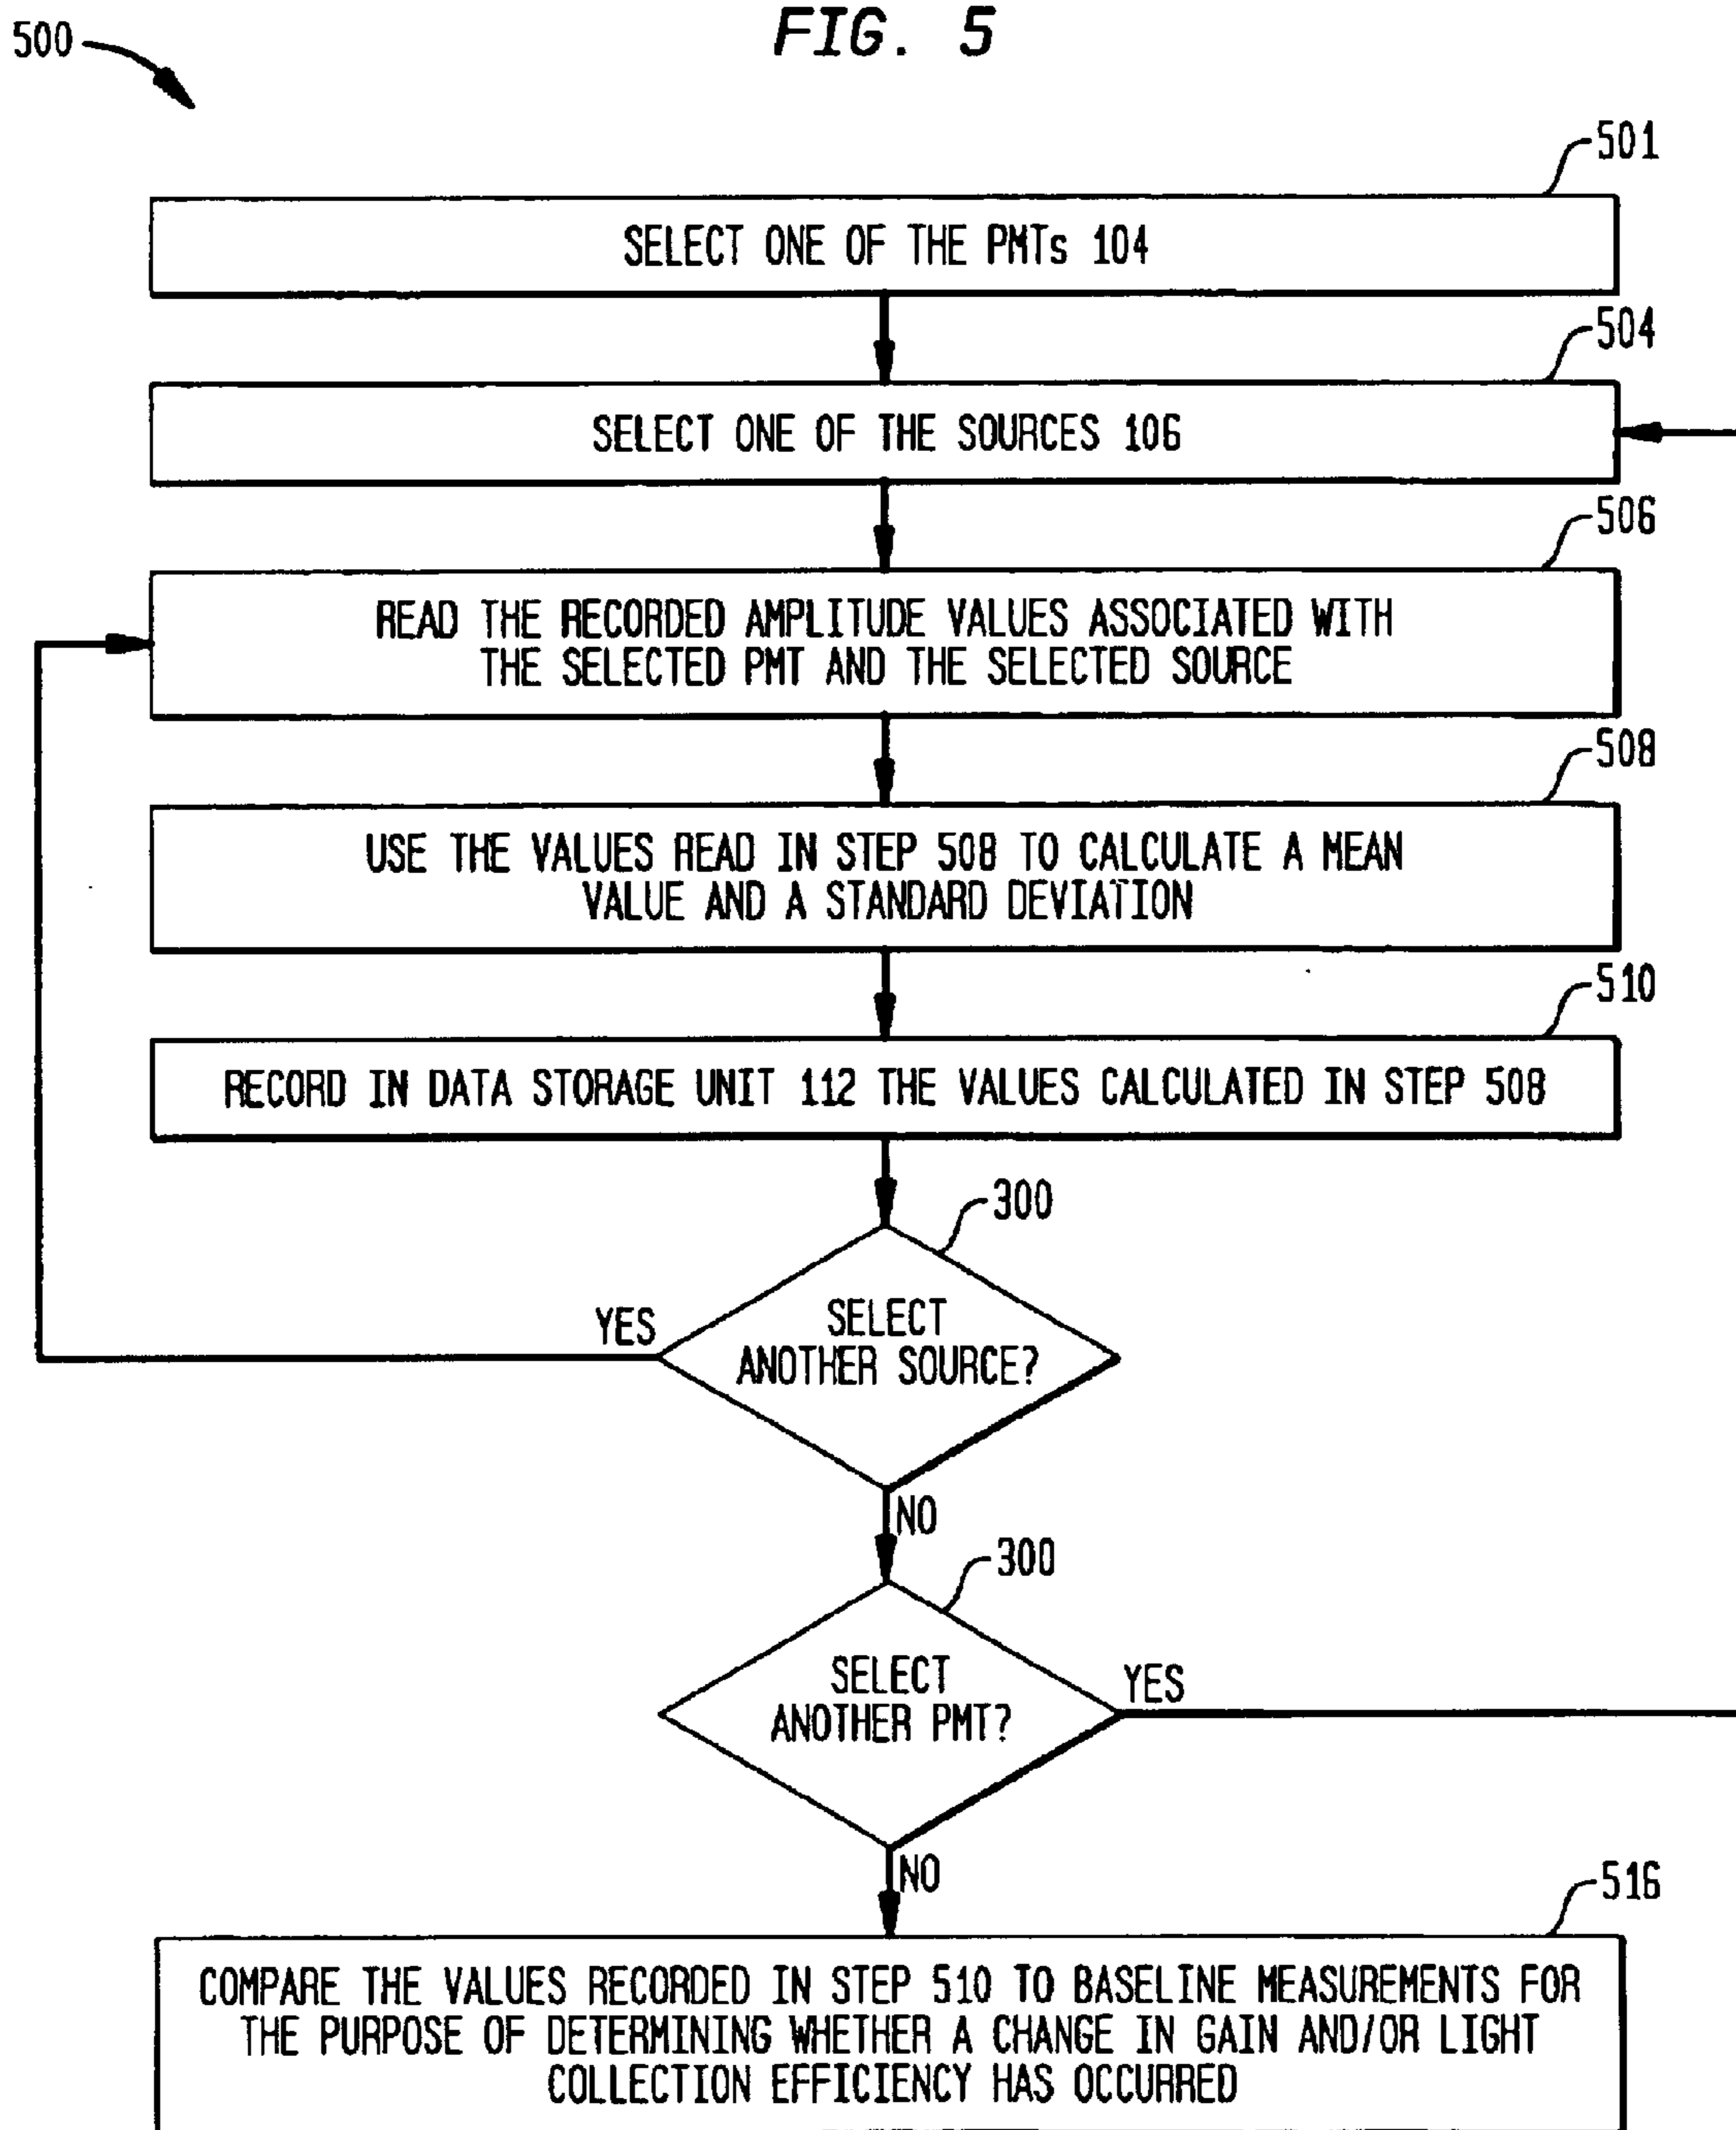 FIG. 5
500
501
SELECT ONE OF THE PMTs 104
504
SELECT ONE OF THE SOURCES 106
506
READ THE RECORDED AMPLITUDE VALUES ASSOCIATED WITH
THE SELECTED PMT AND THE SELECTED SOURCE
508
USE THE VALUES READ IN STEP 508 TO CALCULATE A MEAN
VALUE AND A STANDARD DEVIATION
510
RECORD IN DATA STORAGE UNIT 112 THE VALUES CALCULATED IN STEP 508
300
YES
SELECT
ANOTHER SOURCE?
NO
300
SELECT
ANOTHER PMT?
YES
NO
516
COMPARE THE VALUES RECORDED IN STEP 510 TO BASELINE MEASUREMENTS FOR
THE PURPOSE OF DETERMINING WHETHER A CHANGE IN GAIN AND/OR LIGHT
COLLECTION EFFICIENCY HAS OCCURRED